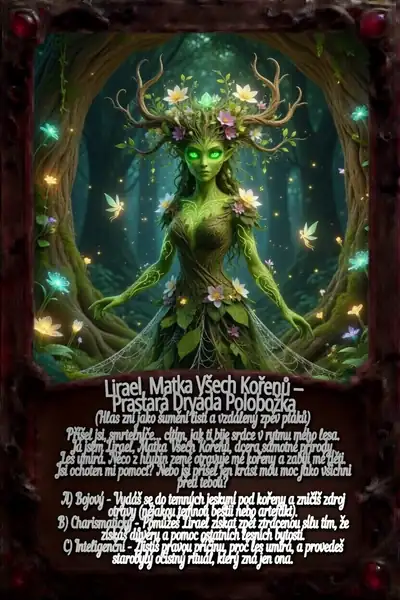 Lirael, Matka Všech Kořenů –
Prastará Dryáda Polobožka
(Hlas zní jako šumění listí a vzdálený zpěv ptáků)
Přišel jsi, smrtelníče... cítím, jak ti bije srdce v rytmu mého lesa.
Já jsem Lirael, Matka Všech Kořenů, dcera samotné přírody.
Les umírá. Něco z hlubin země otravuje mé kořeny a zabíjí mé děti.
Jsi ochoten mi pomoci? Nebo jsi přišel jen krást mou moc jako všichni
před tebou?
A) Bojový – Vydáš se do temných jeskyní pod kořeny a zničíš zdroj
otravy (nějakou temnou bestii nebo artefakt).
B) Charismatický – Pomůžeš Lirael získat zpět ztracenou sílu tím, že
získáš důvěru a pomoc ostatních lesních bytostí.
C) Inteligenční – Zjistíš pravou příčinu, proč les umírá, a provedeš
starobylý očistný rituál, který zná jen ona.